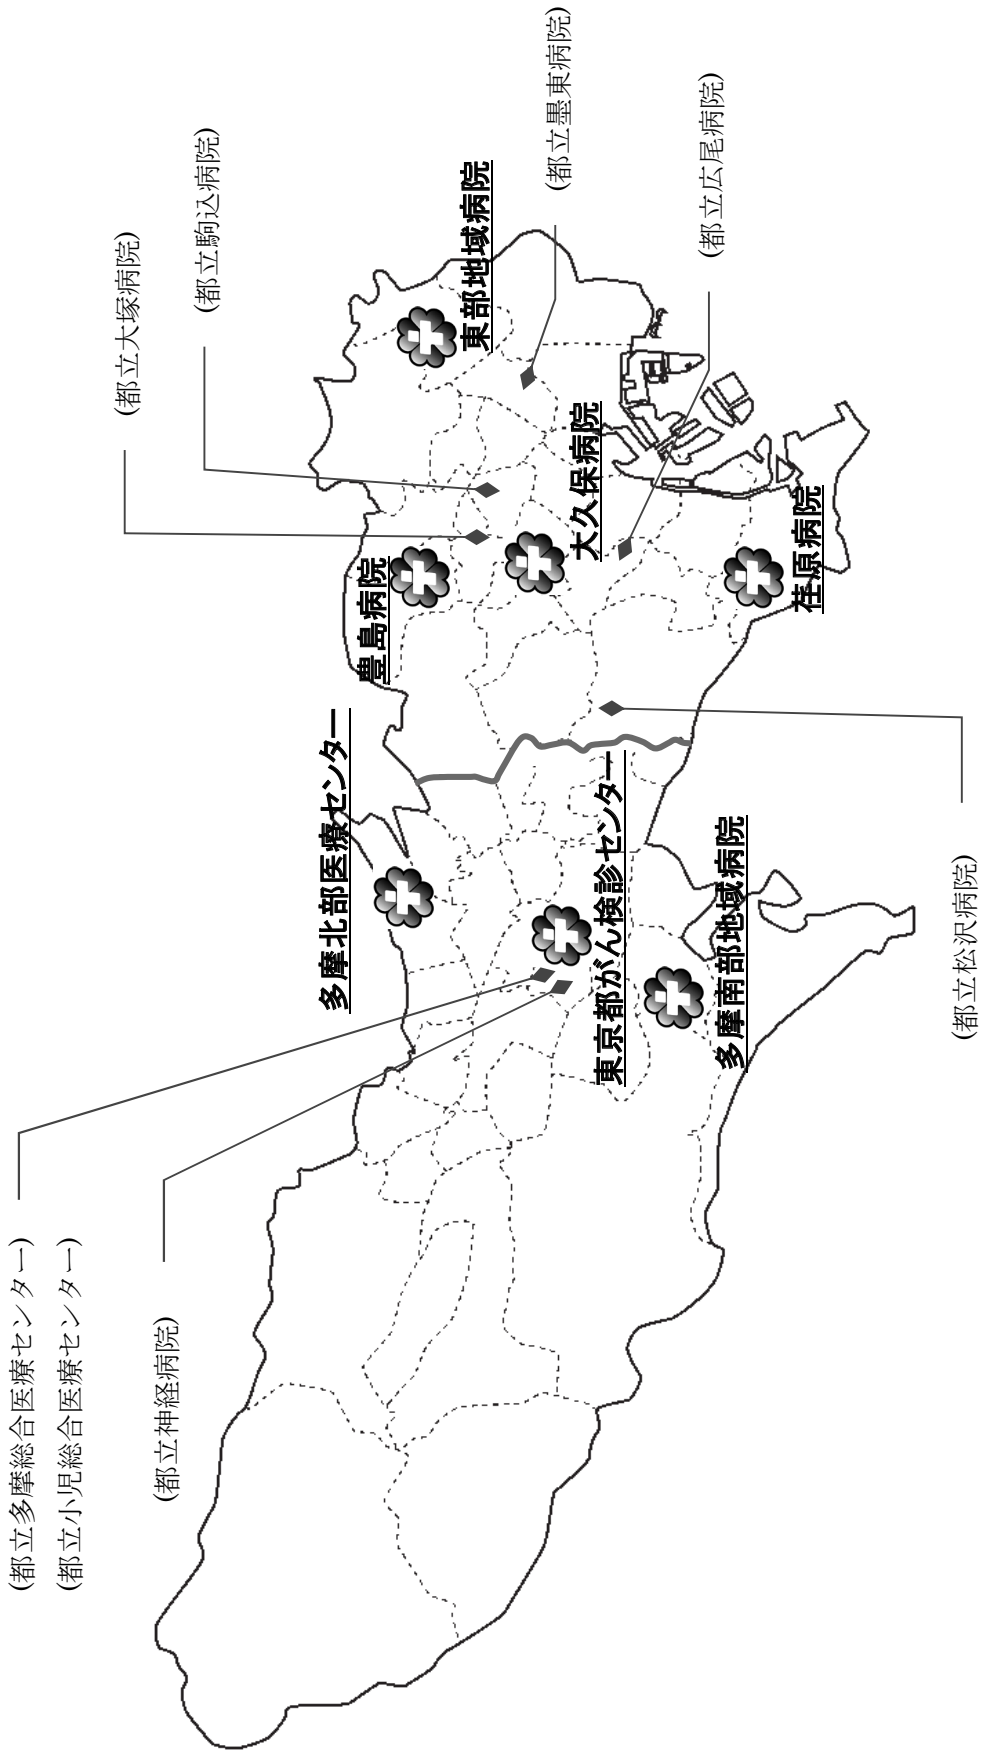 (都立多摩総合医療センター)
(都立小児総合医療センター)
(都立大塚病院)
(都立神経病院)
(都立駒込病院)
多摩北部医療センター
豊島病院
東部地域病院
(都立墨東病院)
大久保病院
東京都がん検診センター
(都立広尾病院)
多摩南部地域病院
荏原病院
(都立松沢病院)